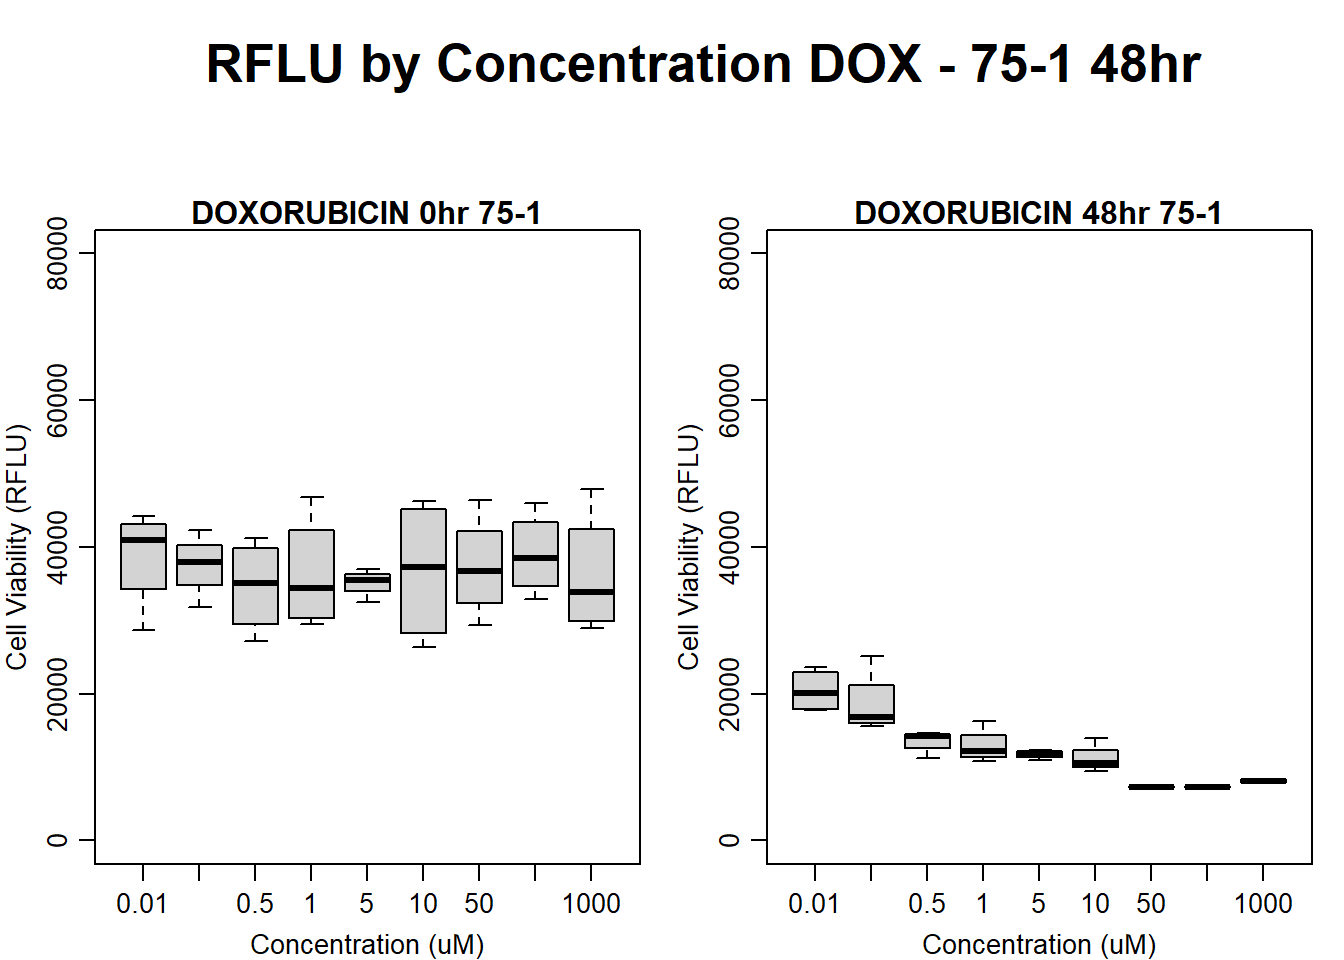 RFLU by Concentration DOX - 75-1 48hr
DOXORUBICIN 0hr 75-1
80000
60000
40000
20000
0
Cell Viability (RFLU)
0.01 0.5 1 5 10 50 1000
Concentration (uM)
DOXORUBICIN 48hr 75-1
80000
60000
40000
20000
0
Cell Viability (RFLU)
0.01 0.5 1 5 10 50 1000
Concentration (uM)